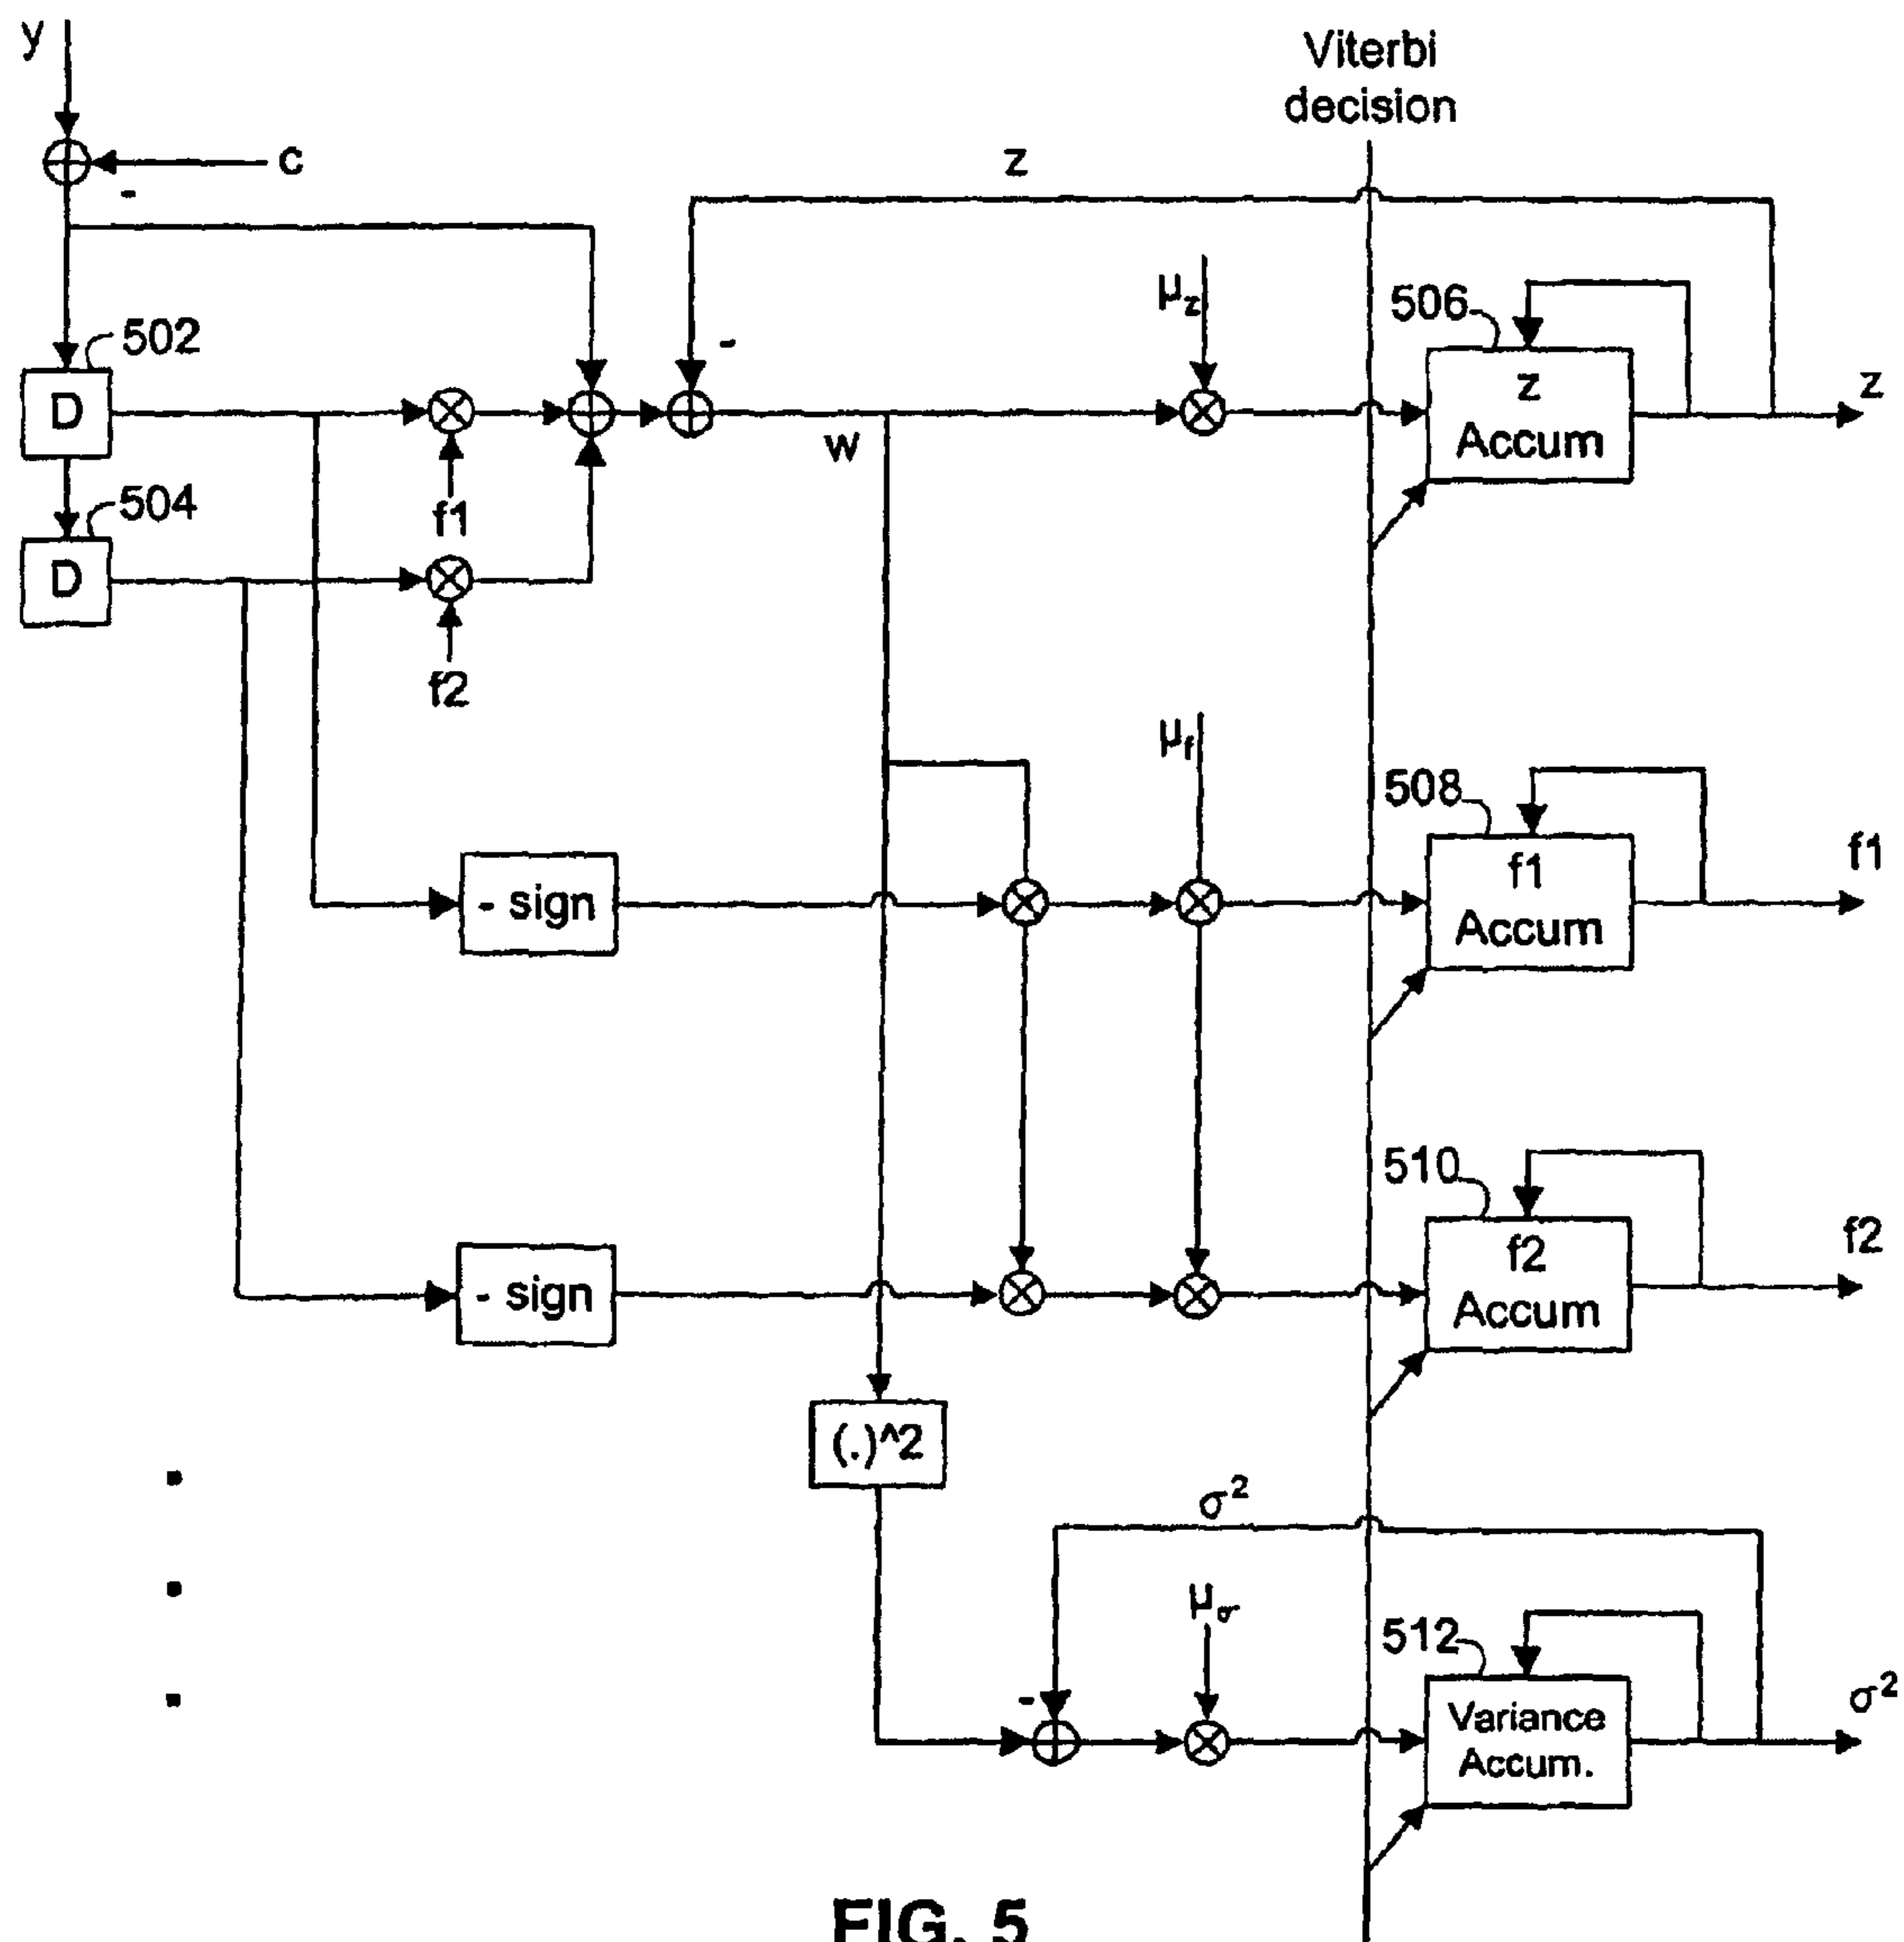 y
Viterbi
decision
c
-
z
μz
506
502
D
-
z
Accum
z
w
504
f1
D
f2
μf
508
f1
f1
Accum
- sign
510
f2
f2
Accum
- sign
(.)^2
σ²
μσ
512
-
Variance
Accum.
σ²
FIG. 5